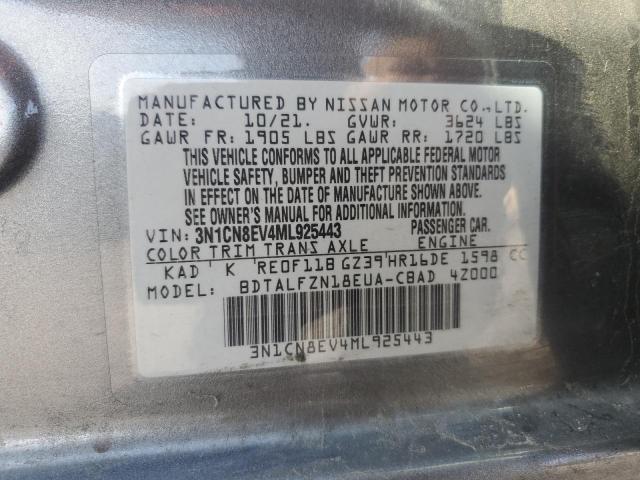 MANUFACTURED BY NISSAN MOTOR CO.,LTD.
DATE: 10/21. GVWR: 3624 LBS
GAWR FR: 1905 LBS GAWR RR: 1720 LBS
THIS VEHICLE CONFORMS TO ALL APPLICABLE FEDERAL MOTOR
VEHICLE SAFETY, BUMPER AND THEFT PREVENTION STANDARDS
IN EFFECT ON THE DATE OF MANUFACTURE SHOWN ABOVE.
SEE OWNER'S MANUAL FOR ADDITIONAL INFORMATION
VIN: 3N1CN8EV4ML925443 PASSENGER CAR.
COLOR TRIM TRANS AXLE ENGINE
KAD ' K 'RE0F11B GZ39'HR16DE 1598 CC
MODEL: BDTALFZN18EUA-CBAD 4Z000
3N1CN8EV4ML925443